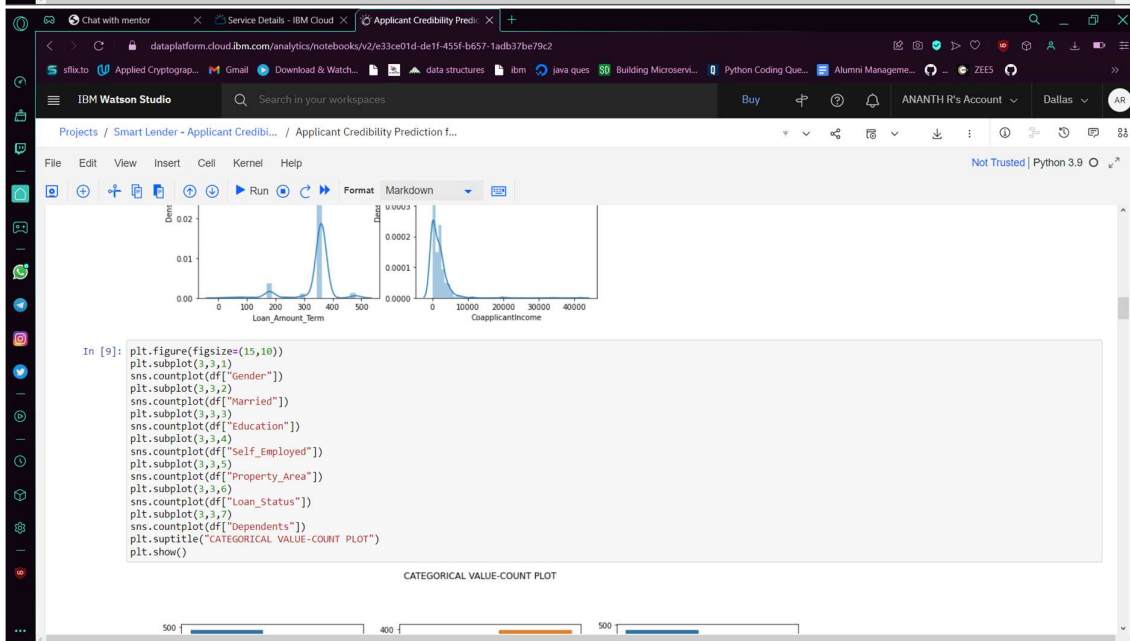 Chat with mentor
Service Details - IBM Cloud
Applicant Credibility Predic
dataplatform.cloud.ibm.com/analytics/notebooks/v2/e33ce01d-de1f-455f-b657-1adb37be79c2
sflix.to
Applied Cryptograp...
Gmail
Download & Watch...
data structures
ibm
java ques
SD Building Microservi...
Python Coding Que...
Alumni Manageme...
...
ZEE5
IBM Watson Studio
Search in your workspaces
Buy
ANANTH R's Account
Dallas
AR
Projects / Smart Lender - Applicant Credibi... / Applicant Credibility Prediction f...
File Edit View Insert Cell Kernel Help
Not Trusted | Python 3.9
Run
Format Markdown
Dens
0.02
0.01
0.00
0 100 200 300 400 500
Loan_Amount_Term
Dens
0.0003
0.0002
0.0001
0.0000
0 10000 20000 30000 40000
CoapplicantIncome
In [9]: plt.figure(figsize=(15,10))
plt.subplot(3,3,1)
sns.countplot(df["Gender"])
plt.subplot(3,3,2)
sns.countplot(df["Married"])
plt.subplot(3,3,3)
sns.countplot(df["Education"])
plt.subplot(3,3,4)
sns.countplot(df["Self_Employed"])
plt.subplot(3,3,5)
sns.countplot(df["Property_Area"])
plt.subplot(3,3,6)
sns.countplot(df["Loan_Status"])
plt.subplot(3,3,7)
sns.countplot(df["Dependents"])
plt.suptitle("CATEGORICAL VALUE-COUNT PLOT")
plt.show()
CATEGORICAL VALUE-COUNT PLOT
500
400
500